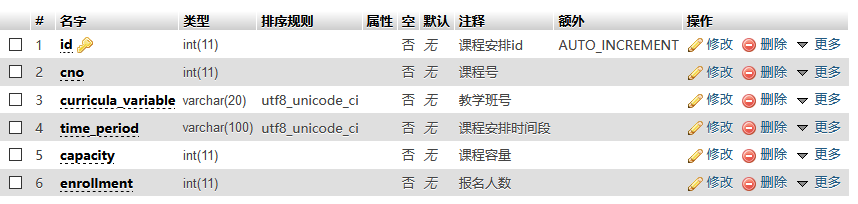 # 名字 类型 排序规则 属性 空 默认 注释 额外 操作
1 id int(11) 否 无 课程安排id AUTO_INCREMENT 修改 删除 更多
2 cno int(11) 否 无 课程号 修改 删除 更多
3 curricula_variable varchar(20) utf8_unicode_ci 否 无 教学班号 修改 删除 更多
4 time_period varchar(100) utf8_unicode_ci 否 无 课程安排时间段 修改 删除 更多
5 capacity int(11) 否 无 课程容量 修改 删除 更多
6 enrollment int(11) 否 无 报名人数 修改 删除 更多